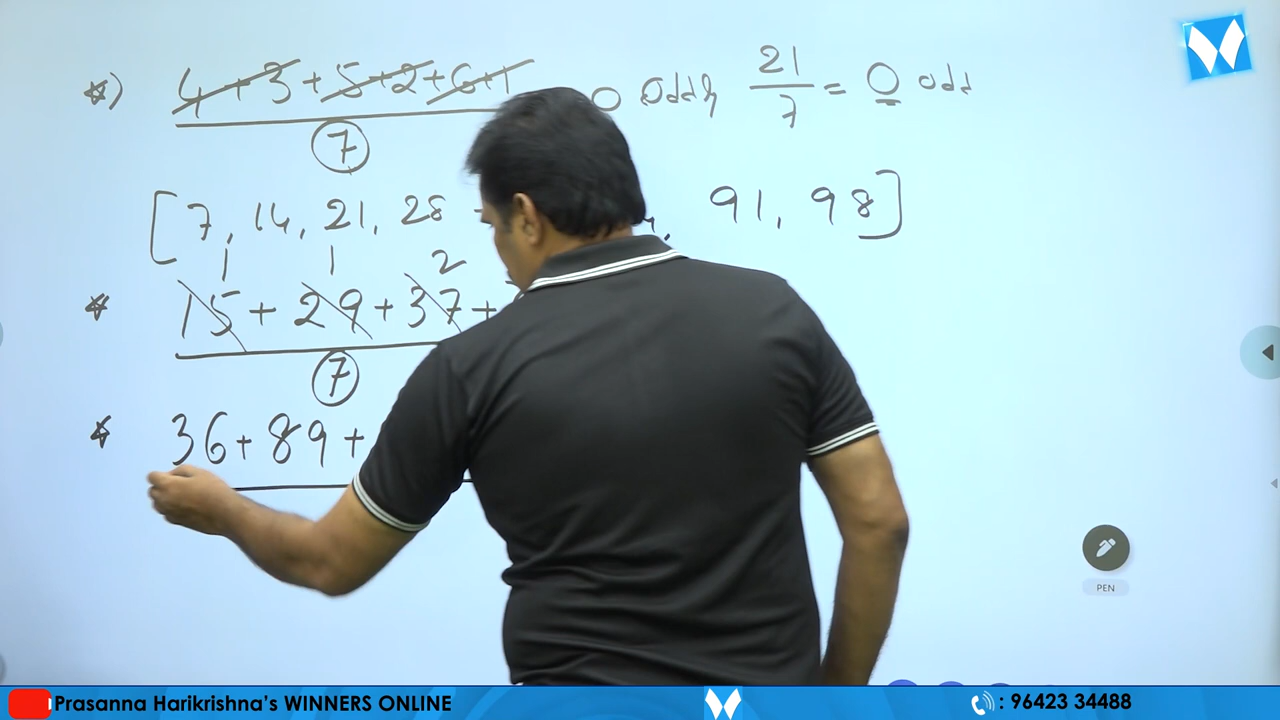 *) 4+3+5+2+6+1 0 odd 21/7 = 0 odd
7
[7, 14, 21, 28 91, 98]
1 1 2
* 15 + 29 + 37 +
7
* 36 + 89 +
PEN
Prasanna Harikrishna's WINNERS ONLINE : 96423 34488